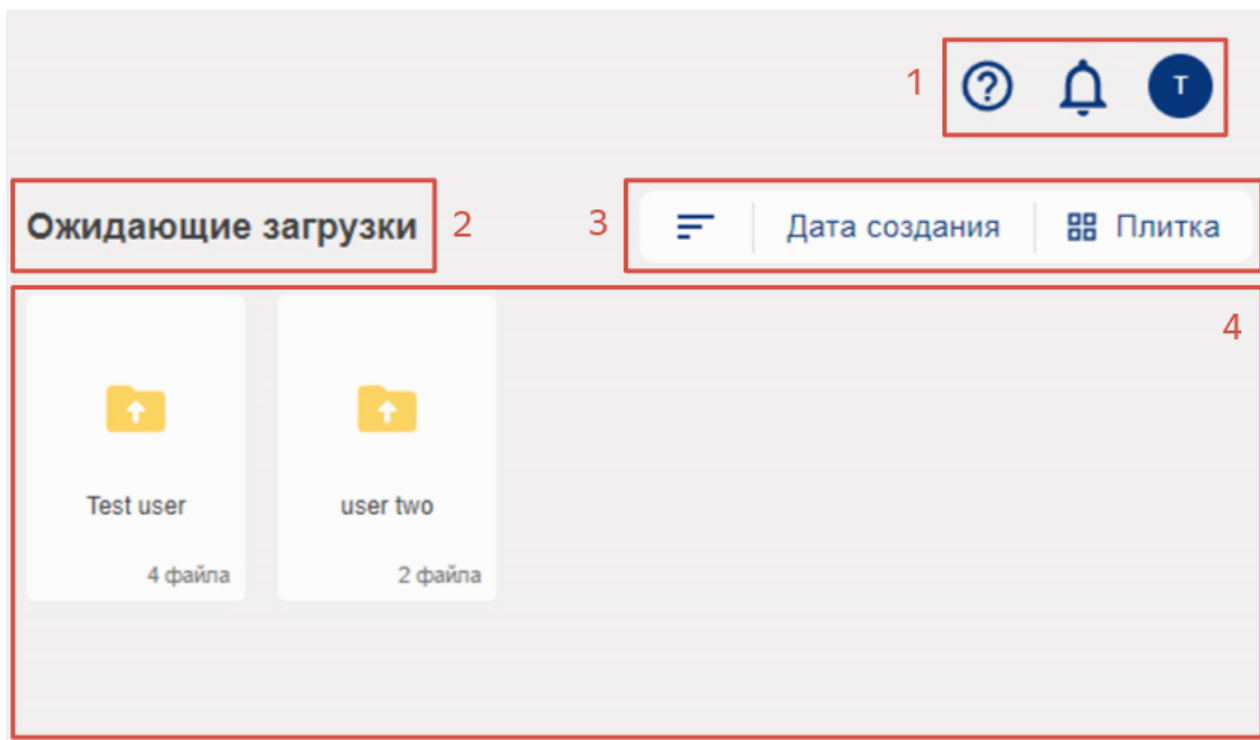 1 T
Ожидающие загрузки 2 3 Дата создания Плитка
4
Test user user two
4 файла 2 файла